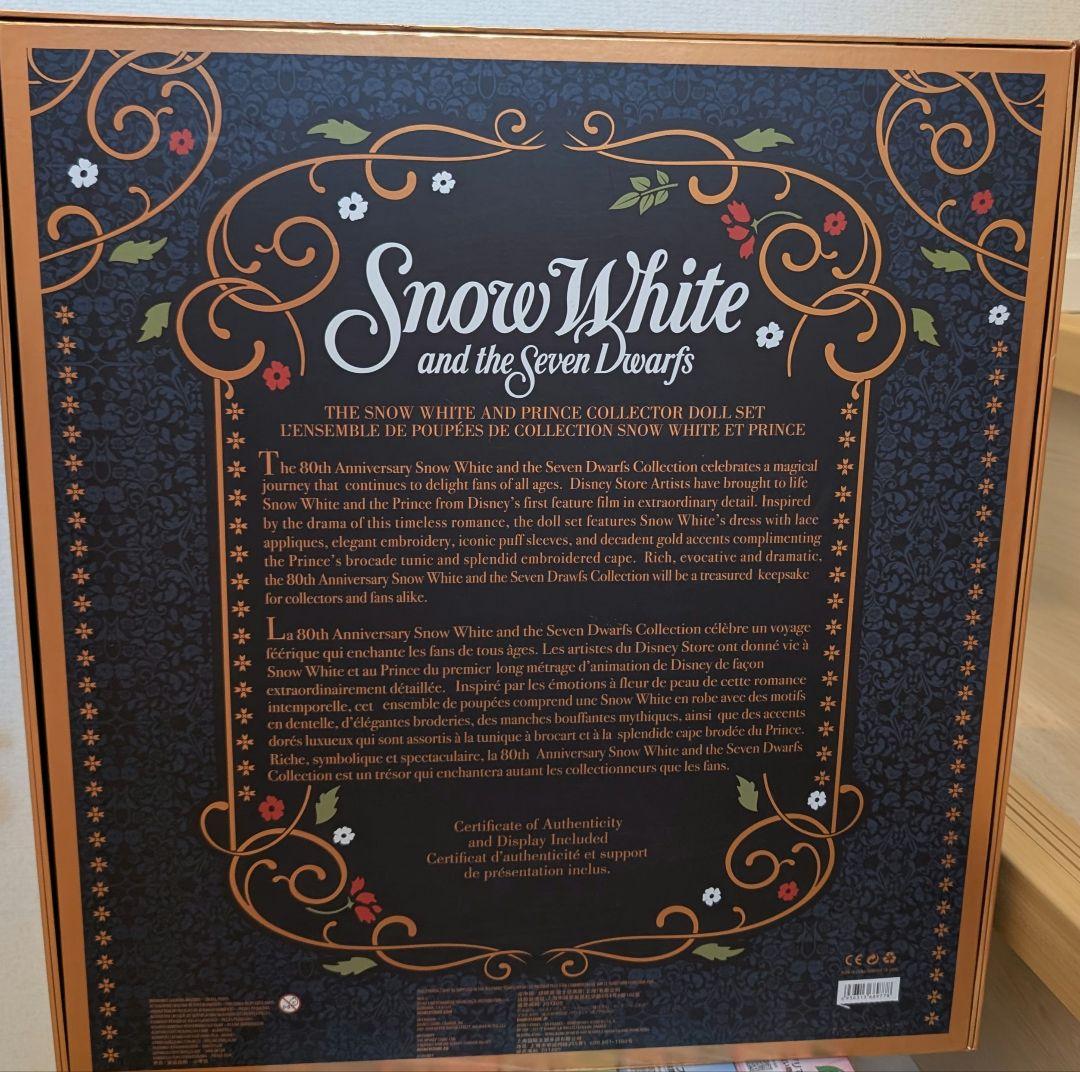 Snow White
and the Seven Dwarfs
THE SNOW WHITE AND PRINCE COLLECTOR DOLL SET
L'ENSEMBLE DE POUPÉES DE COLLECTION SNOW WHITE ET PRINCE
The 80th Anniversary Snow White and the Seven Dwarfs Collection celebrates a magical
journey that continues to delight fans of all ages. Disney Store Artists have brought to life
Snow White and the Prince from Disney's first feature film in extraordinary detail. Inspired
by the drama of this timeless romance, the doll set features Snow White's dress with lace
appliques, elegant embroidery, iconic puff sleeves, and decadent gold accents complimenting
the Prince's brocade tunic and splendid embroidered cape. Rich, evocative and dramatic,
the 80th Anniversary Snow White and the Seven Drawfs Collection will be a treasured keepsake
for collectors and fans alike.
La 80th Anniversary Snow White and the Seven Dwarfs Collection célèbre un voyage
féérique qui enchante les fans de tous âges. Les artistes du Disney Store ont donné vie à
Snow White et au Prince du premier long métrage d'animation de Disney de façon
extraordinairement détaillée. Inspiré par les émotions à fleur de peau de cette romance
intemporelle, cet ensemble de poupées comprend une Snow White en robe avec des motifs
en dentelle, d'élégantes broderies, des manches bouffantes mythiques, ainsi que des accents
dorés luxueux qui sont assortis à la tunique à brocart et à la splendide cape brodée du Prince.
Riche, symbolique et spectaculaire, la 80th Anniversary Snow White and the Seven Dwarfs
Collection est un trésor qui enchantera autant les collectionneurs que les fans.
Certificate of Authenticity
and Display Included
Certificat d'authenticité et support
de présentation inclus.
CE